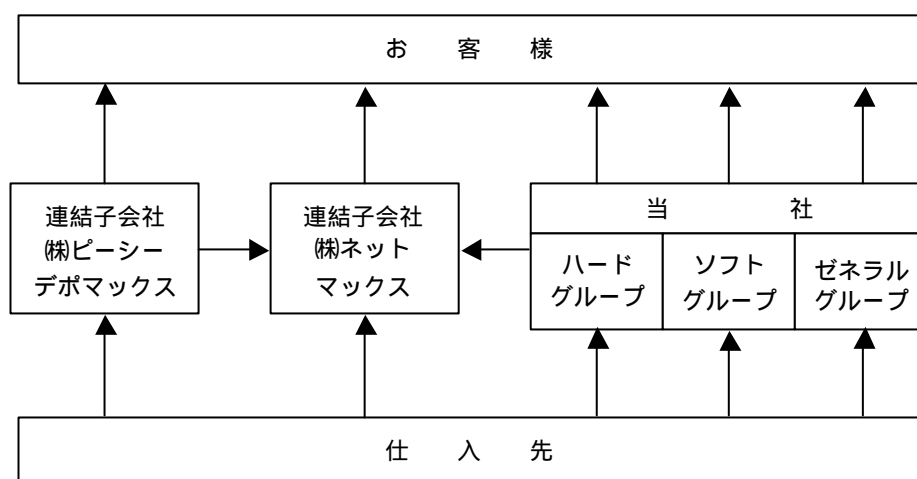 お客様
連結子会社
㈱ピーシー
デポマックス
連結子会社
㈱ネット
マックス
当社
ハード
グループ
ソフト
グループ
ゼネラル
グループ
仕入先